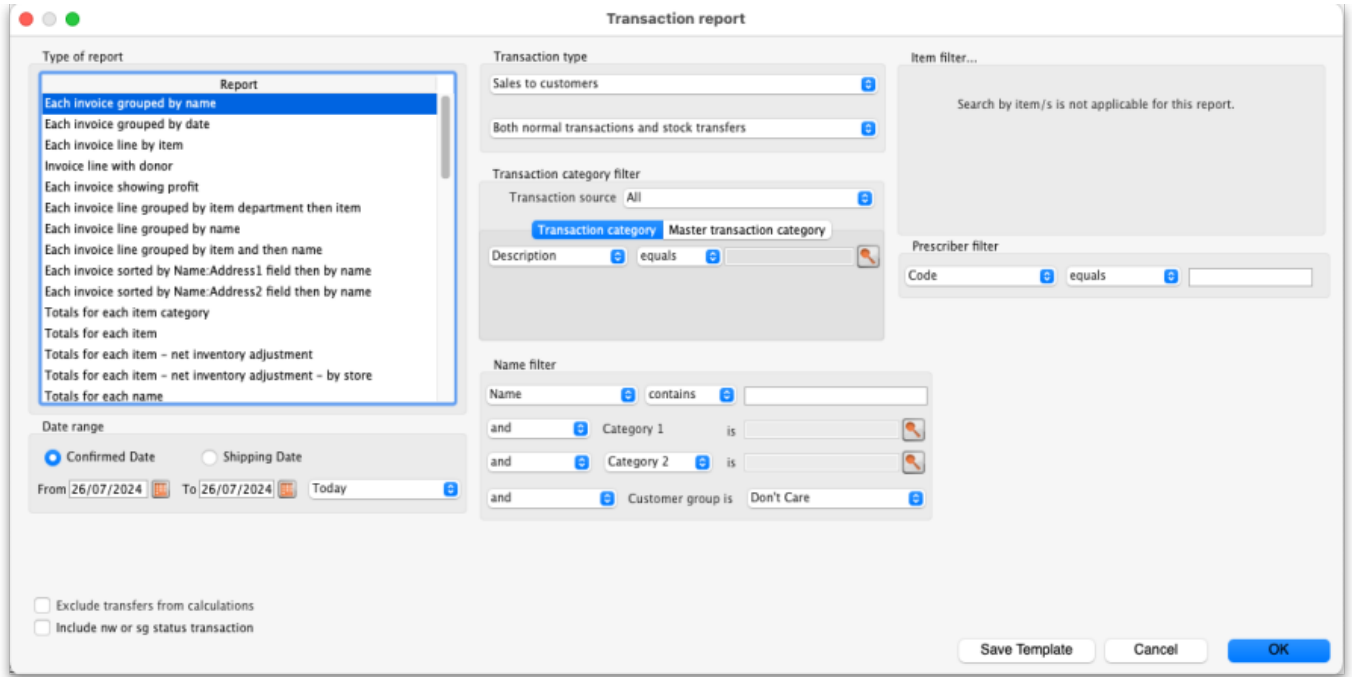 Transaction report
Type of report
Report
Each invoice grouped by name
Each invoice grouped by date
Each invoice line by item
Invoice line with donor
Each invoice showing profit
Each invoice line grouped by item department then item
Each invoice line grouped by name
Each invoice line grouped by item and then name
Each invoice sorted by Name:Address1 field then by name
Each invoice sorted by Name:Address2 field then by name
Totals for each item category
Totals for each item
Totals for each item – net inventory adjustment
Totals for each item – net inventory adjustment – by store
Totals for each name
Date range
Confirmed Date Shipping Date
From 26/07/2024 To 26/07/2024 Today
Exclude transfers from calculations
Include nw or sg status transaction
Transaction type
Sales to customers
Both normal transactions and stock transfers
Transaction category filter
Transaction source All
Transaction category Master transaction category
Description equals
Name filter
Name contains
and Category 1 is
and Category 2 is
and Customer group is Don't Care
Item filter...
Search by item/s is not applicable for this report.
Prescriber filter
Code equals
Save Template Cancel OK